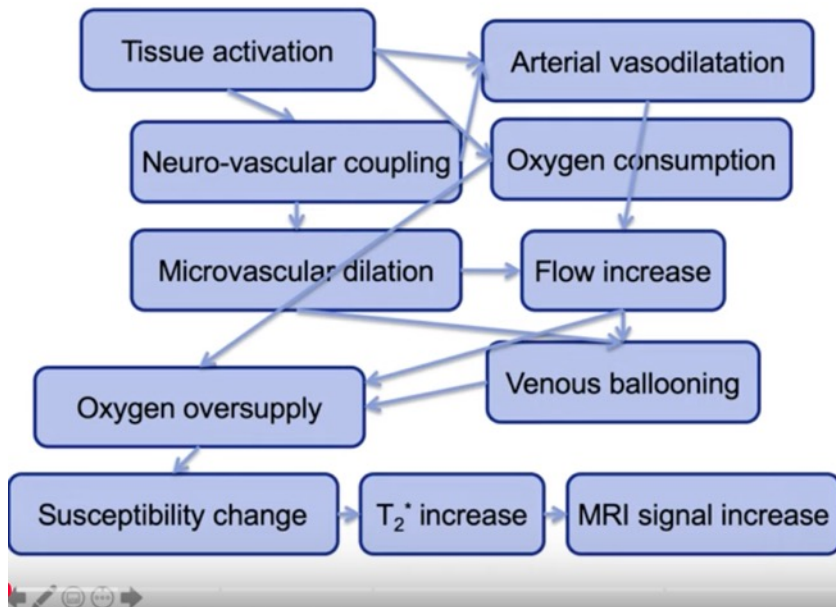 Tissue activation
Arterial vasodilatation
Neuro-vascular coupling
Oxygen consumption
Microvascular dilation
Flow increase
Venous ballooning
Oxygen oversupply
Susceptibility change
T₂* increase
MRI signal increase